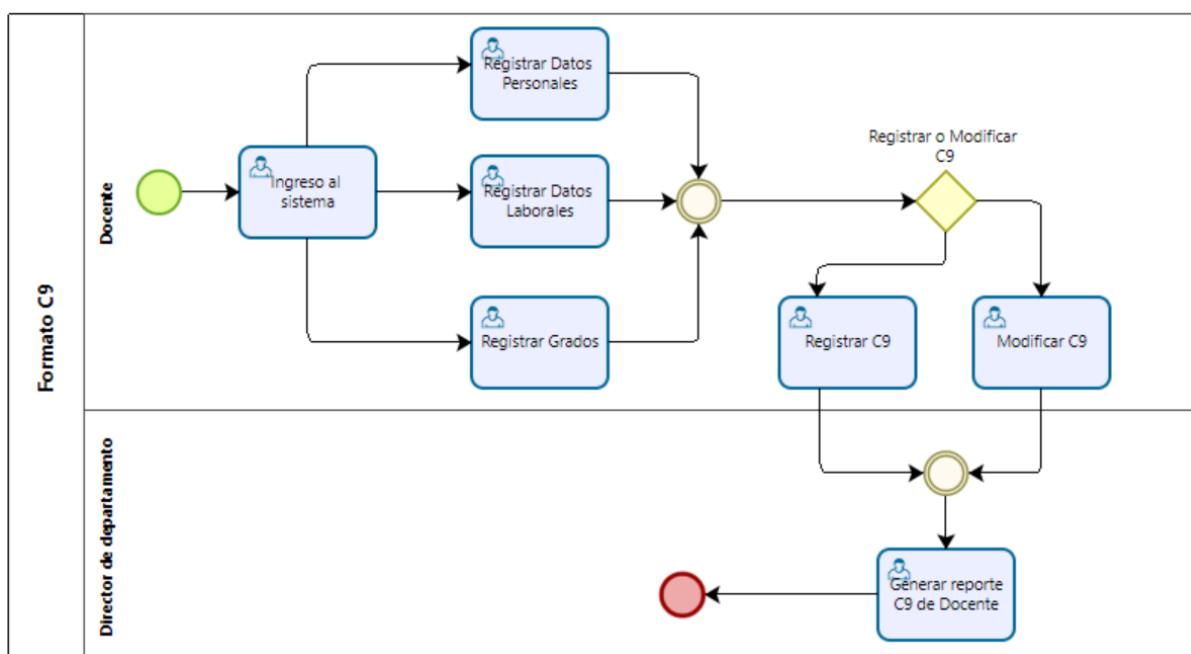 Formato C9
Docente
Ingreso al
sistema
Registrar Datos
Personales
Registrar Datos
Laborales
Registrar Grados
Registrar o Modificar
C9
Registrar C9
Modificar C9
Director de departamento
Generar reporte
C9 de Docente